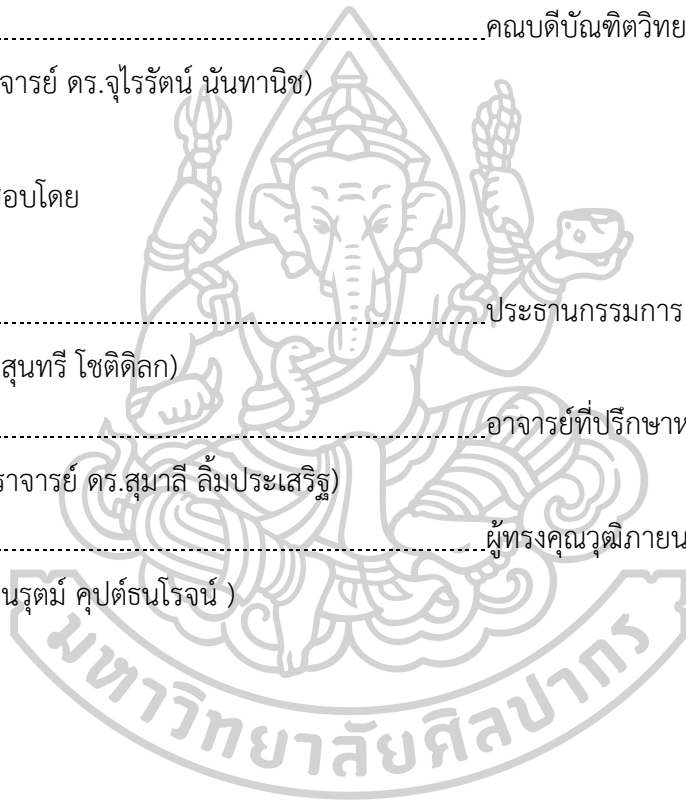 คณบดีบัณฑิตวิทย
จารย์ ดร.จุไรรัตน์ นันทานิช)
อบโดย
ประธานกรรมการ
สุนทรี โชติดิลก)
อาจารย์ที่ปรึกษาห
ราจารย์ ดร.สุมาลี ลิ้มประเสริฐ)
ผู้ทรงคุณวุฒิภายน
นรุตม์ คุปต์ธนโรจน์ )
มหาวิทยาลัยศิลปากร